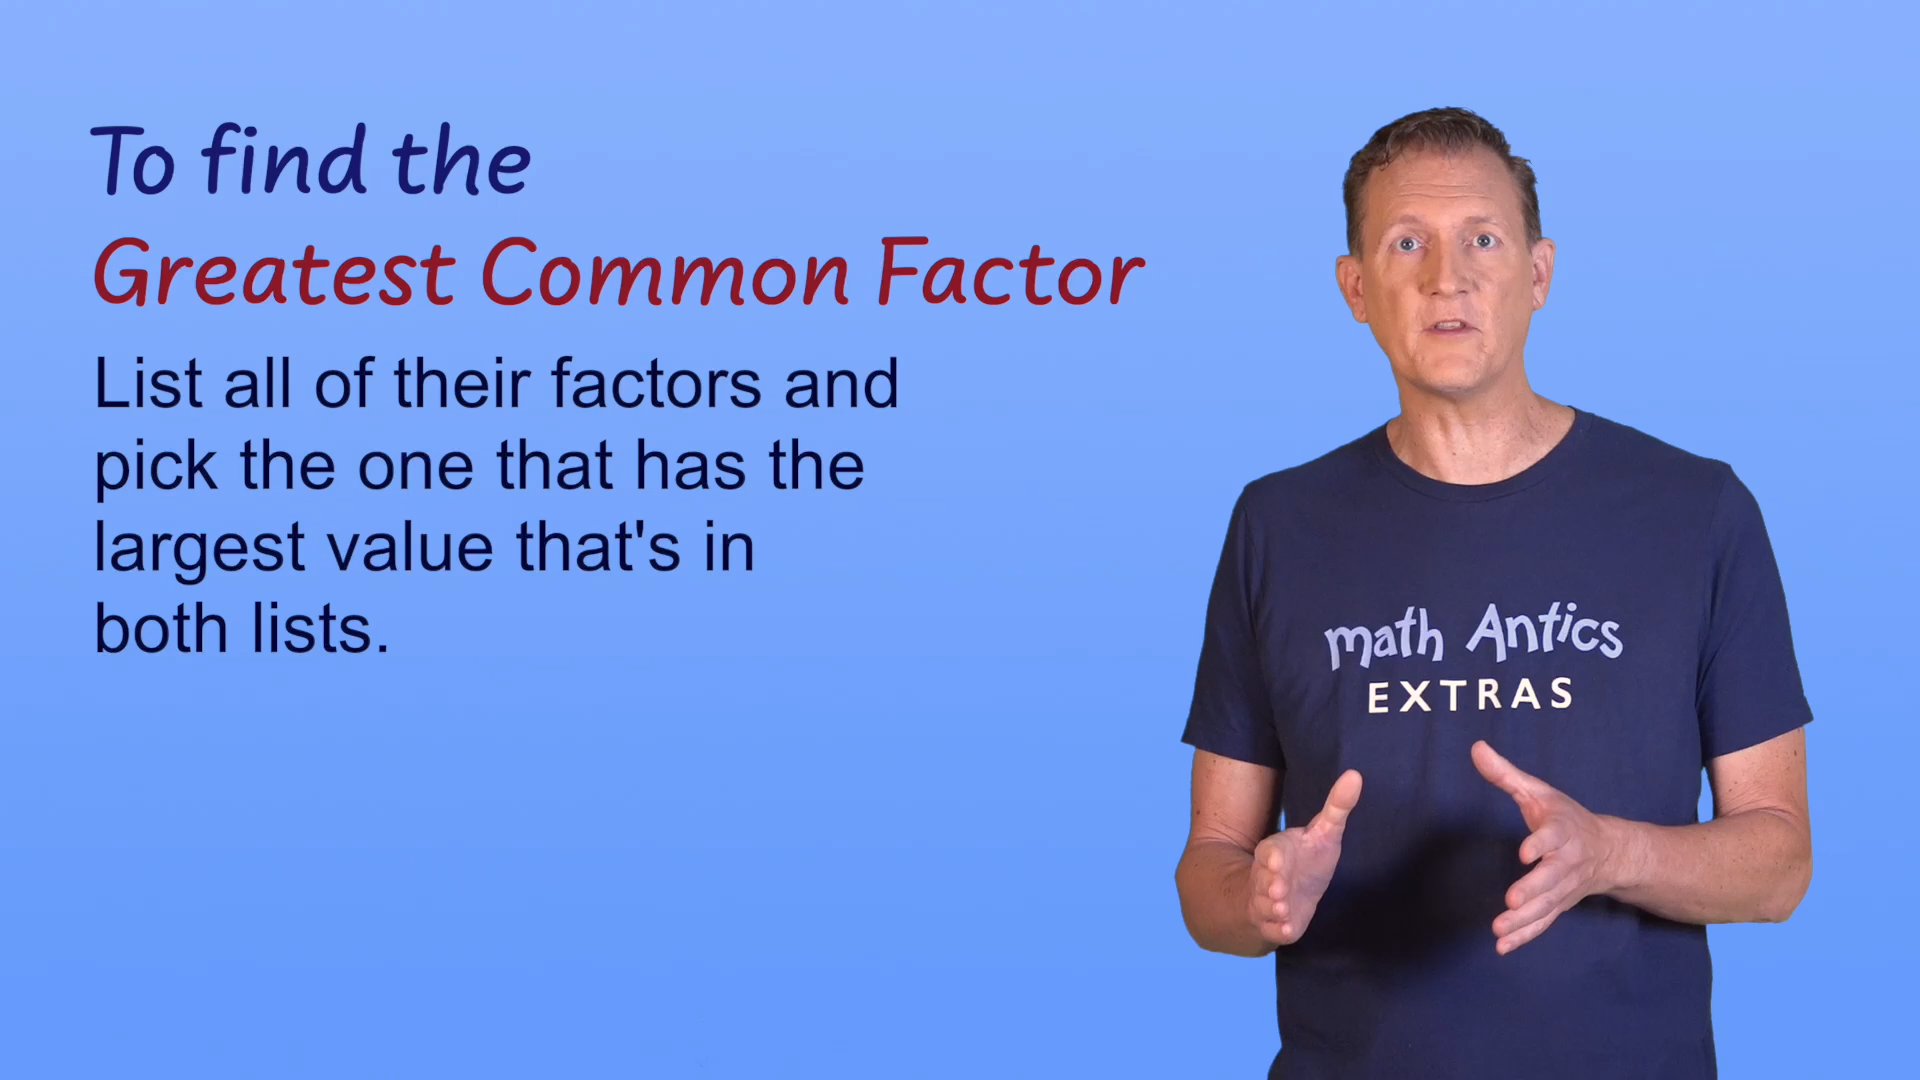 To find the
Greatest Common Factor
List all of their factors and
pick the one that has the
largest value that's in
both lists.
math Antics
EXTRAS